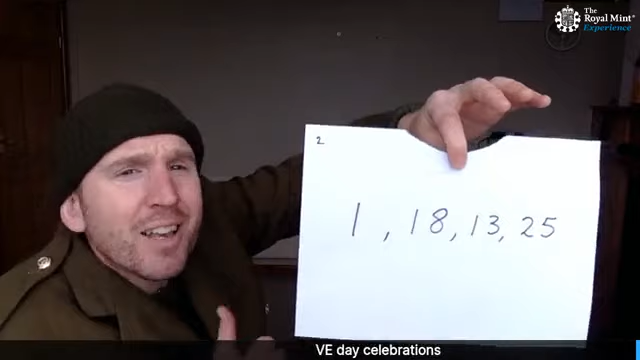 The
Royal Mint®
Experience
2
1, 18, 13, 25
VE day celebrations